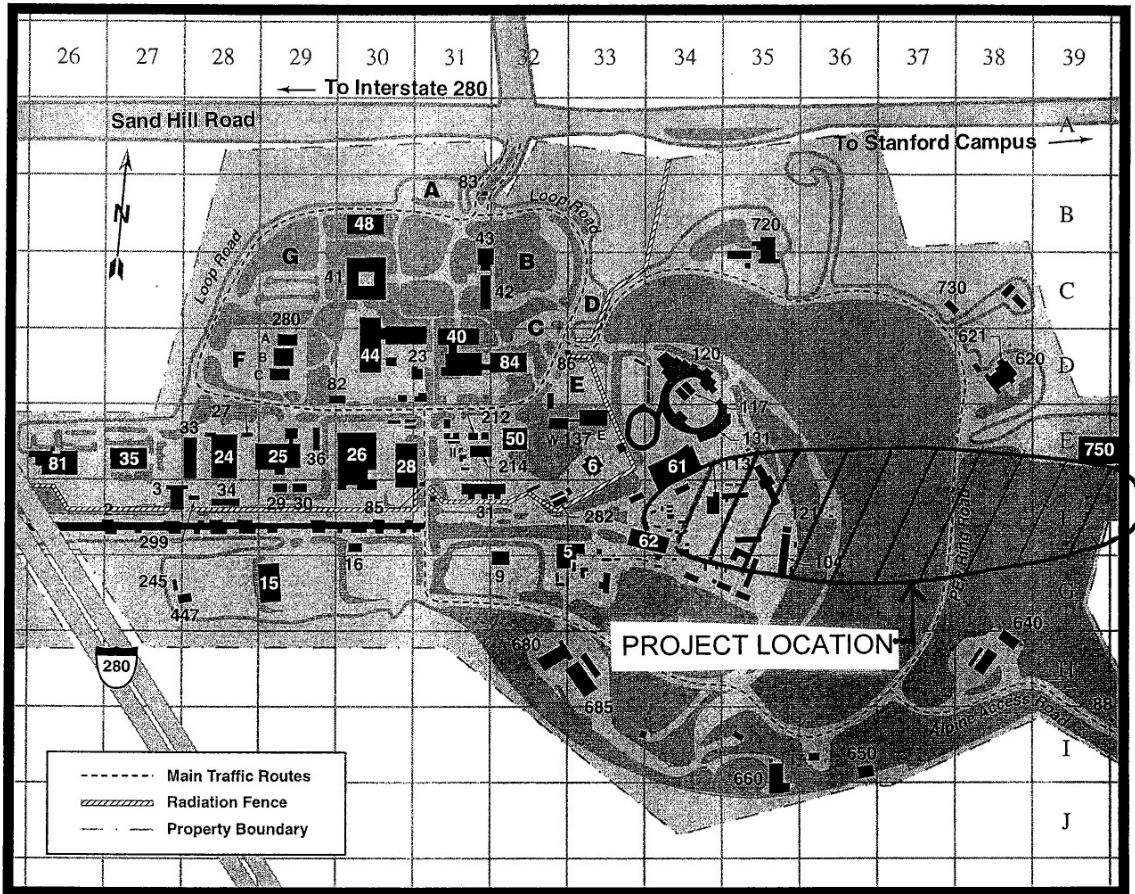 26 27 28 29 30 31 32 33 34 35 36 37 38 39
← To Interstate 280
Sand Hill Road
A
To Stanford Campus →
A
83
N
Loop Road
B
48
720
43
G
B
Loop Road
41
C
42
D
730
280
C
621
A
40
620
B
44
23
84
120
D
F
86
C
82
E
117
27
212
131
33
W
137
E
E
50
750
81
35
24
25
36
26
28
214
6
61
113
3
34
29
30
85
31
282
121
2
299
62
5
16
9
104
PEP Ring Road
G
245
15
447
PROJECT LOCATION
640
680
H
280
685
88
Alpine Access Road
I
650
660
Main Traffic Routes
Radiation Fence
Property Boundary
J